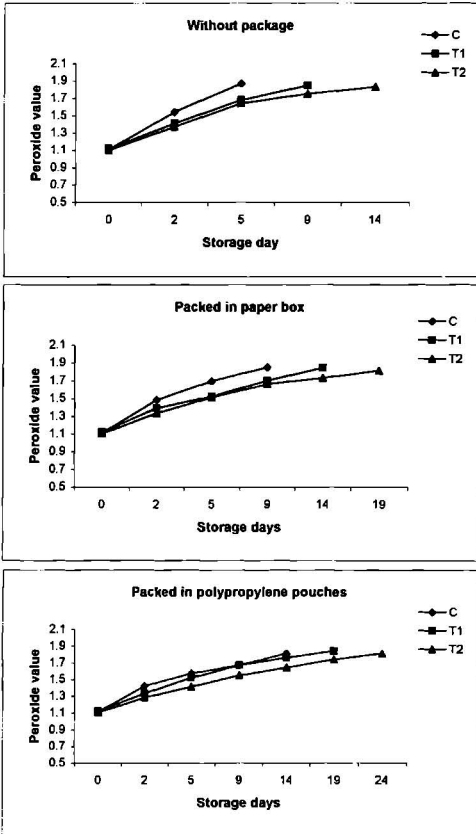 Without package
C
T1
T2
Peroxide value
2.1
1.9
1.7
1.5
1.3
1.1
0.9
0.7
0.5
0 2 5 9 14
Storage day
Packed in paper box
C
T1
T2
Peroxide value
2.1
1.9
1.7
1.5
1.3
1.1
0.9
0.7
0.5
0 2 5 9 14 19
Storage days
Packed in polypropylene pouches
C
T1
T2
Peroxide value
2.1
1.9
1.7
1.5
1.3
1.1
0.9
0.7
0.5
0 2 5 9 14 19 24
Storage days